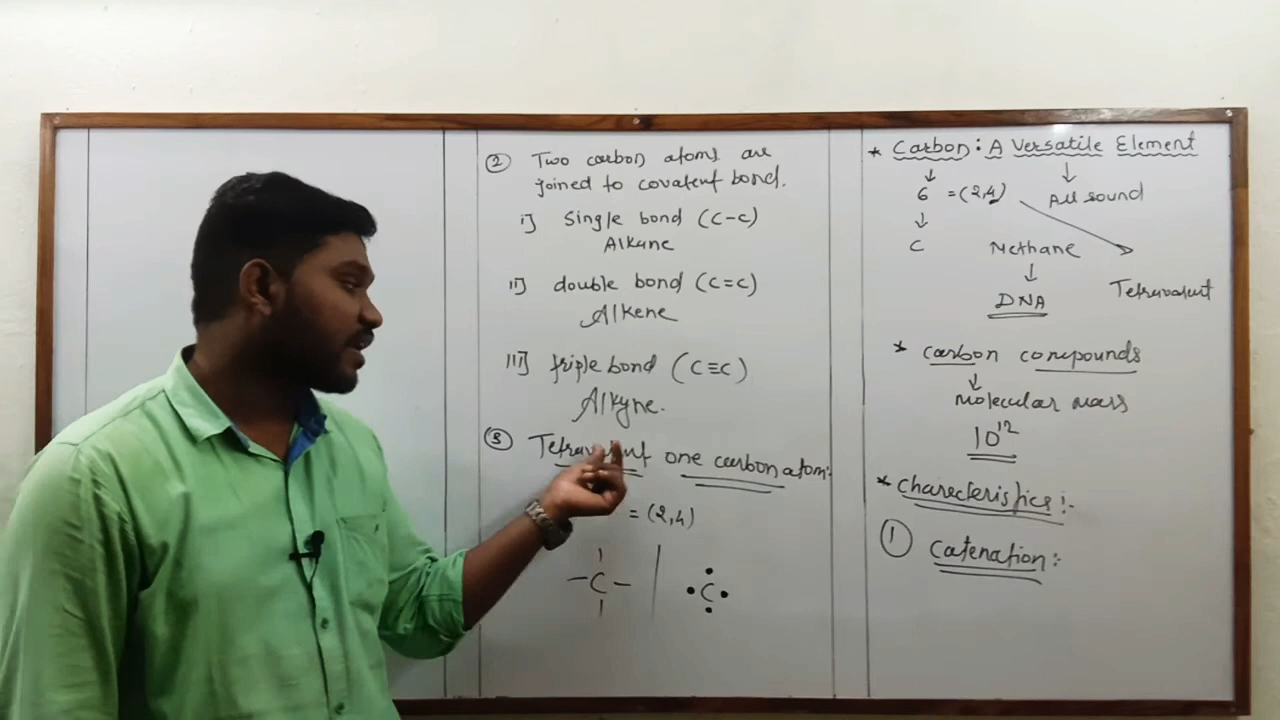 * Carbon: A Versatile Element
↓ ↓
6 = (2,4) All sound
↓
C Methane
↓ Tetravalent
DNA
* carbon compounds
↓
Molecular mass
10¹²
* charecteristics:-
① catenation:-
② Two carbon atoms are
joined to covalent bond.
i] Single bond (C-C)
Alkane
ii] double bond (C=C)
Alkene
iii] triple bond (C≡C)
Alkyne.
③ Tetravalent one carbon atom:
= (2,4)
-C-
C